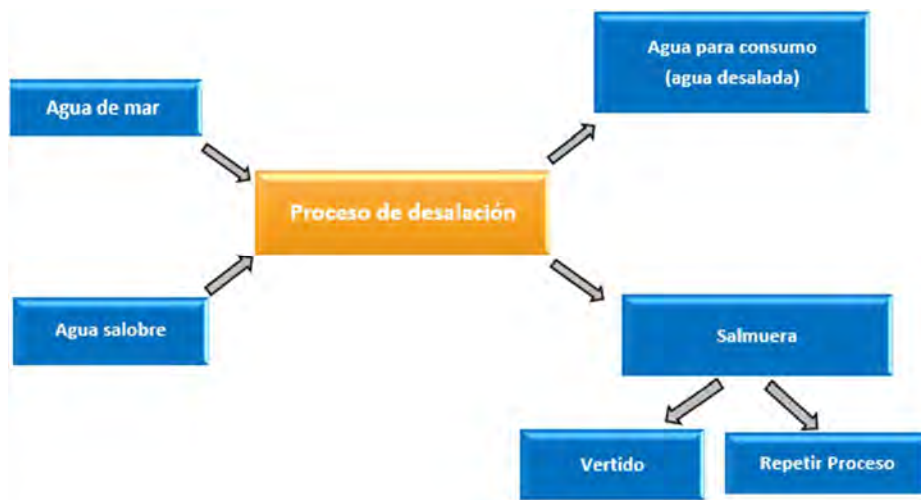 Agua para consumo
(agua desalada)
Agua de mar
Proceso de desalación
Agua salobre
Salmuera
Vertido
Repetir Proceso